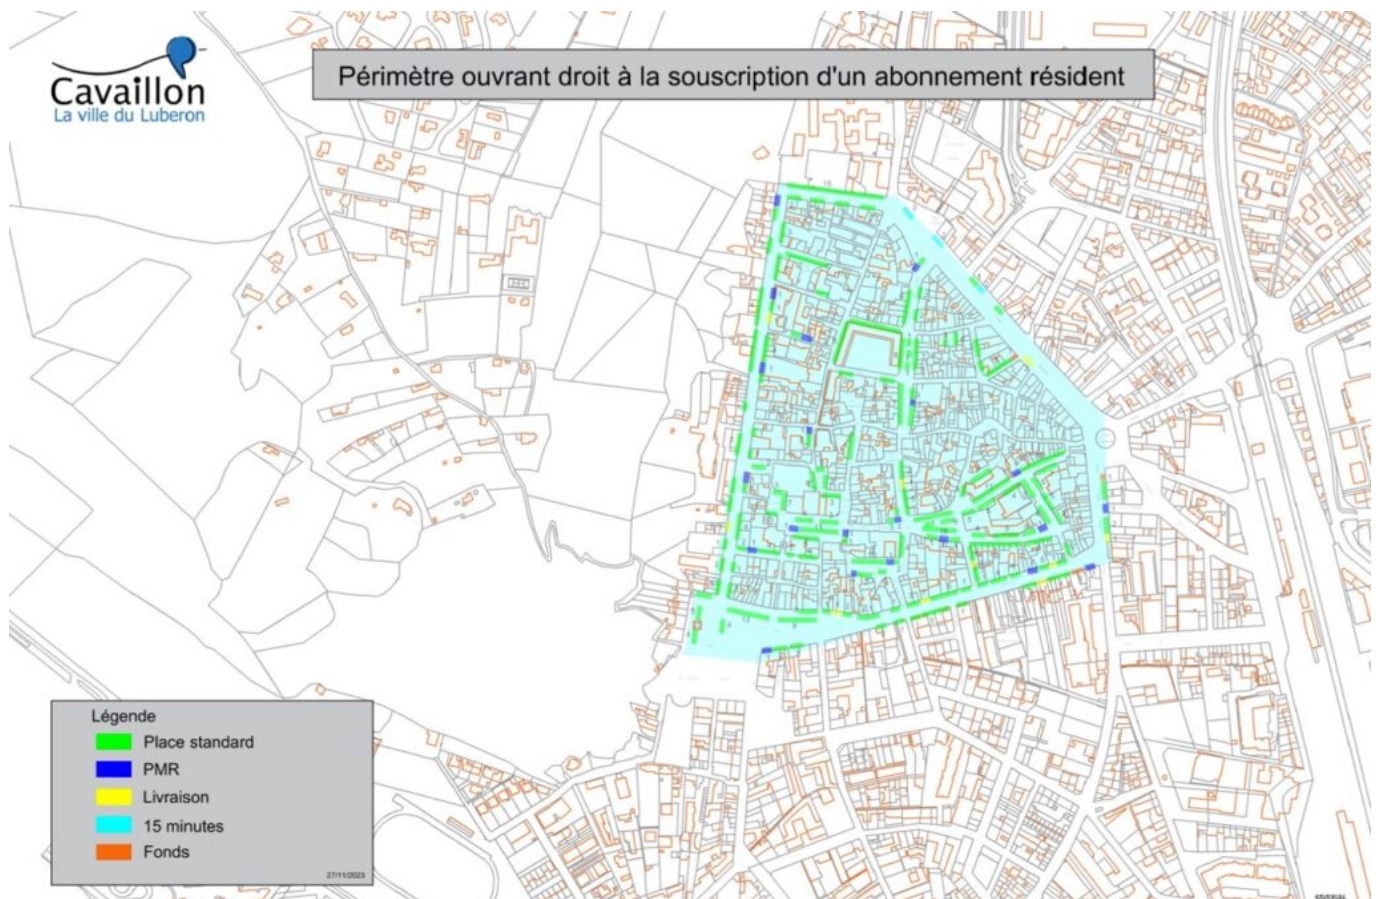 Cavaillon
La ville du Luberon
Périmètre ouvrant droit à la souscription d'un abonnement résident
Légende
Place standard
PMR
Livraison
15 minutes
Fonds
27/11/2023